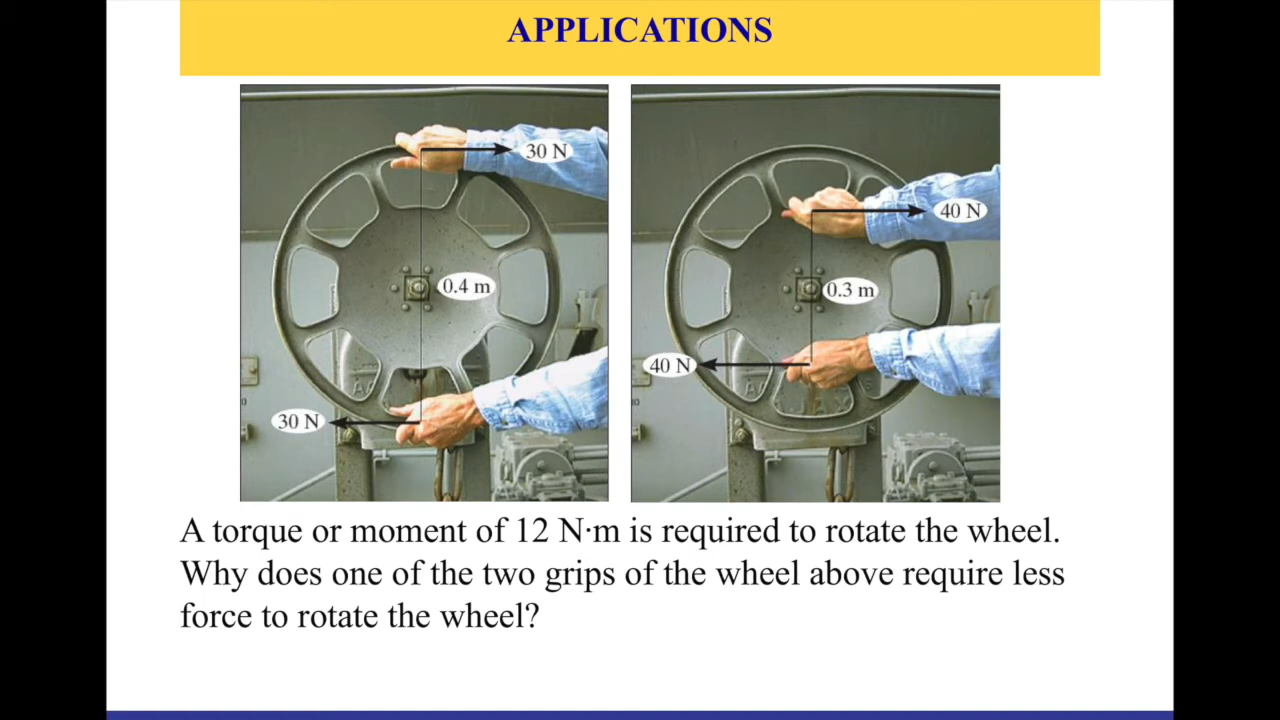 APPLICATIONS
30 N
0.4 m
30 N
40 N
0.3 m
40 N
A torque or moment of 12 N·m is required to rotate the wheel.
Why does one of the two grips of the wheel above require less
force to rotate the wheel?